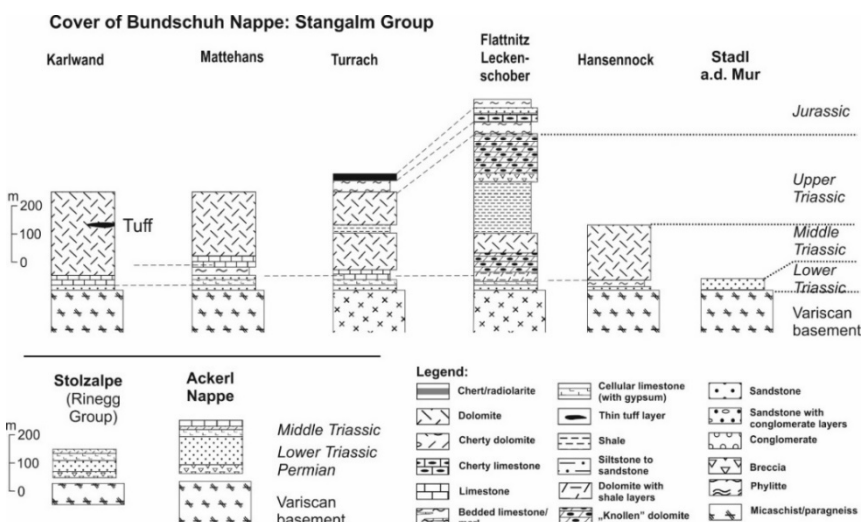 Cover of Bundschuh Nappe: Stangalm Group
Karlwand
Mattehans
Turrach
Flattnitz
Lecken-
schober
Hansennock
Stadl
a.d. Mur
Jurassic
Upper
Triassic
Middle
Triassic
Lower
Triassic
Variscan
basement
m
200
100
0
Tuff
Stolzalpe
(Rinegg
Group)
Ackerl
Nappe
m
200
100
0
Middle Triassic
Lower Triassic
Permian
Variscan
basement
Legend:
Chert/radiolarite
Dolomite
Cherty dolomite
Cherty limestone
Limestone
Bedded limestone/
Cellular limestone
(with gypsum)
Thin tuff layer
Shale
Siltstone to
sandstone
Dolomite with
shale layers
„Knollen" dolomite
Sandstone
Sandstone with
conglomerate layers
Conglomerate
Breccia
Phylitte
Micaschist/paragneiss